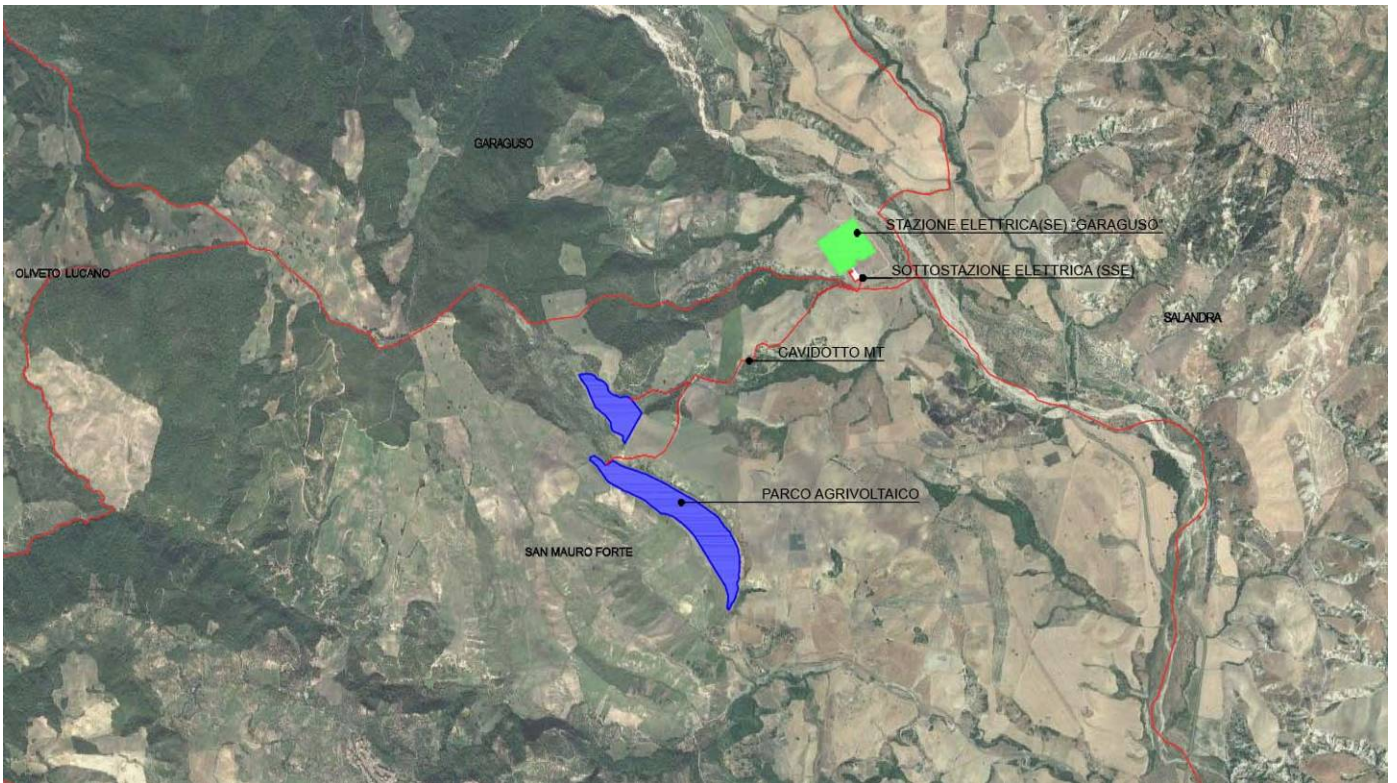 GARAGUSO
STAZIONE ELETTRICA(SE) "GARAGUSO"
OLIVETO LUCANO
SOTTOSTAZIONE ELETTRICA (SSE)
SALANDRA
CAVIDOTTO MT
PARCO AGRIVOLTAICO
SAN MAURO FORTE